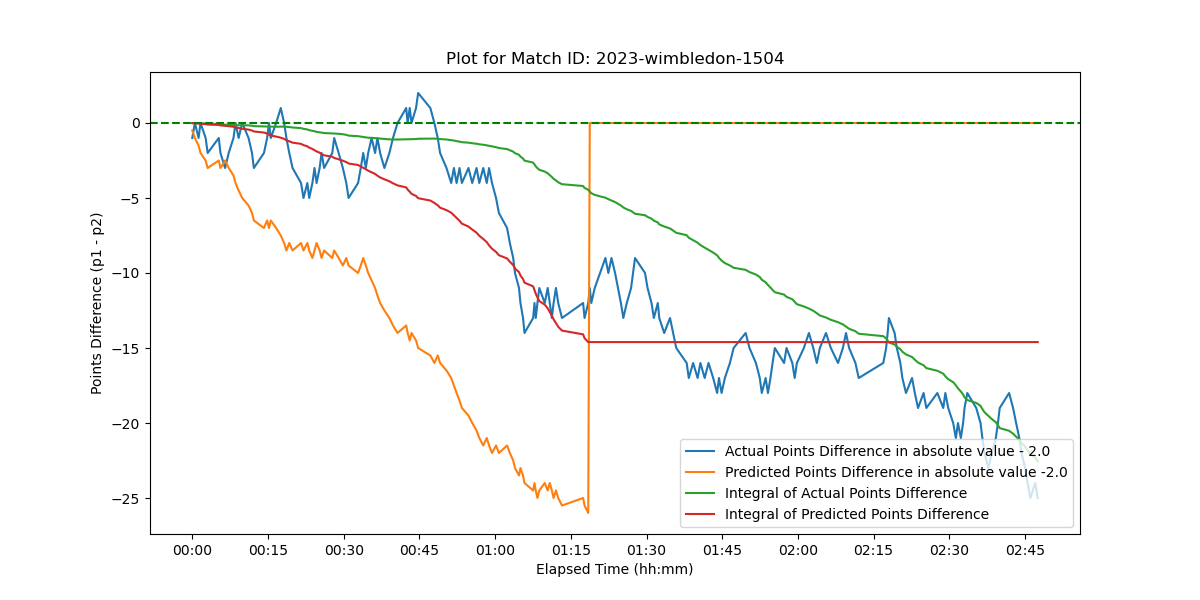 Plot for Match ID: 2023-wimbledon-1504
Points Difference (p1 - p2)
0
−5
−10
−15
−20
−25
Actual Points Difference in absolute value - 2.0
Predicted Points Difference in absolute value -2.0
Integral of Actual Points Difference
Integral of Predicted Points Difference
00:00 00:15 00:30 00:45 01:00 01:15 01:30 01:45 02:00 02:15 02:30 02:45
Elapsed Time (hh:mm)